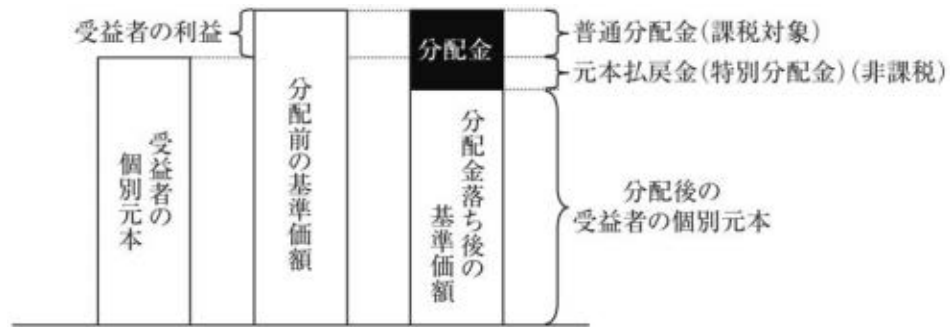 受益者の利益
分配金
普通分配金(課税対象)
元本払戻金(特別分配金)(非課税)
受益者の
個別元本
分配前の基準価額
分配金落ち後の
基準価額
分配後の
受益者の個別元本